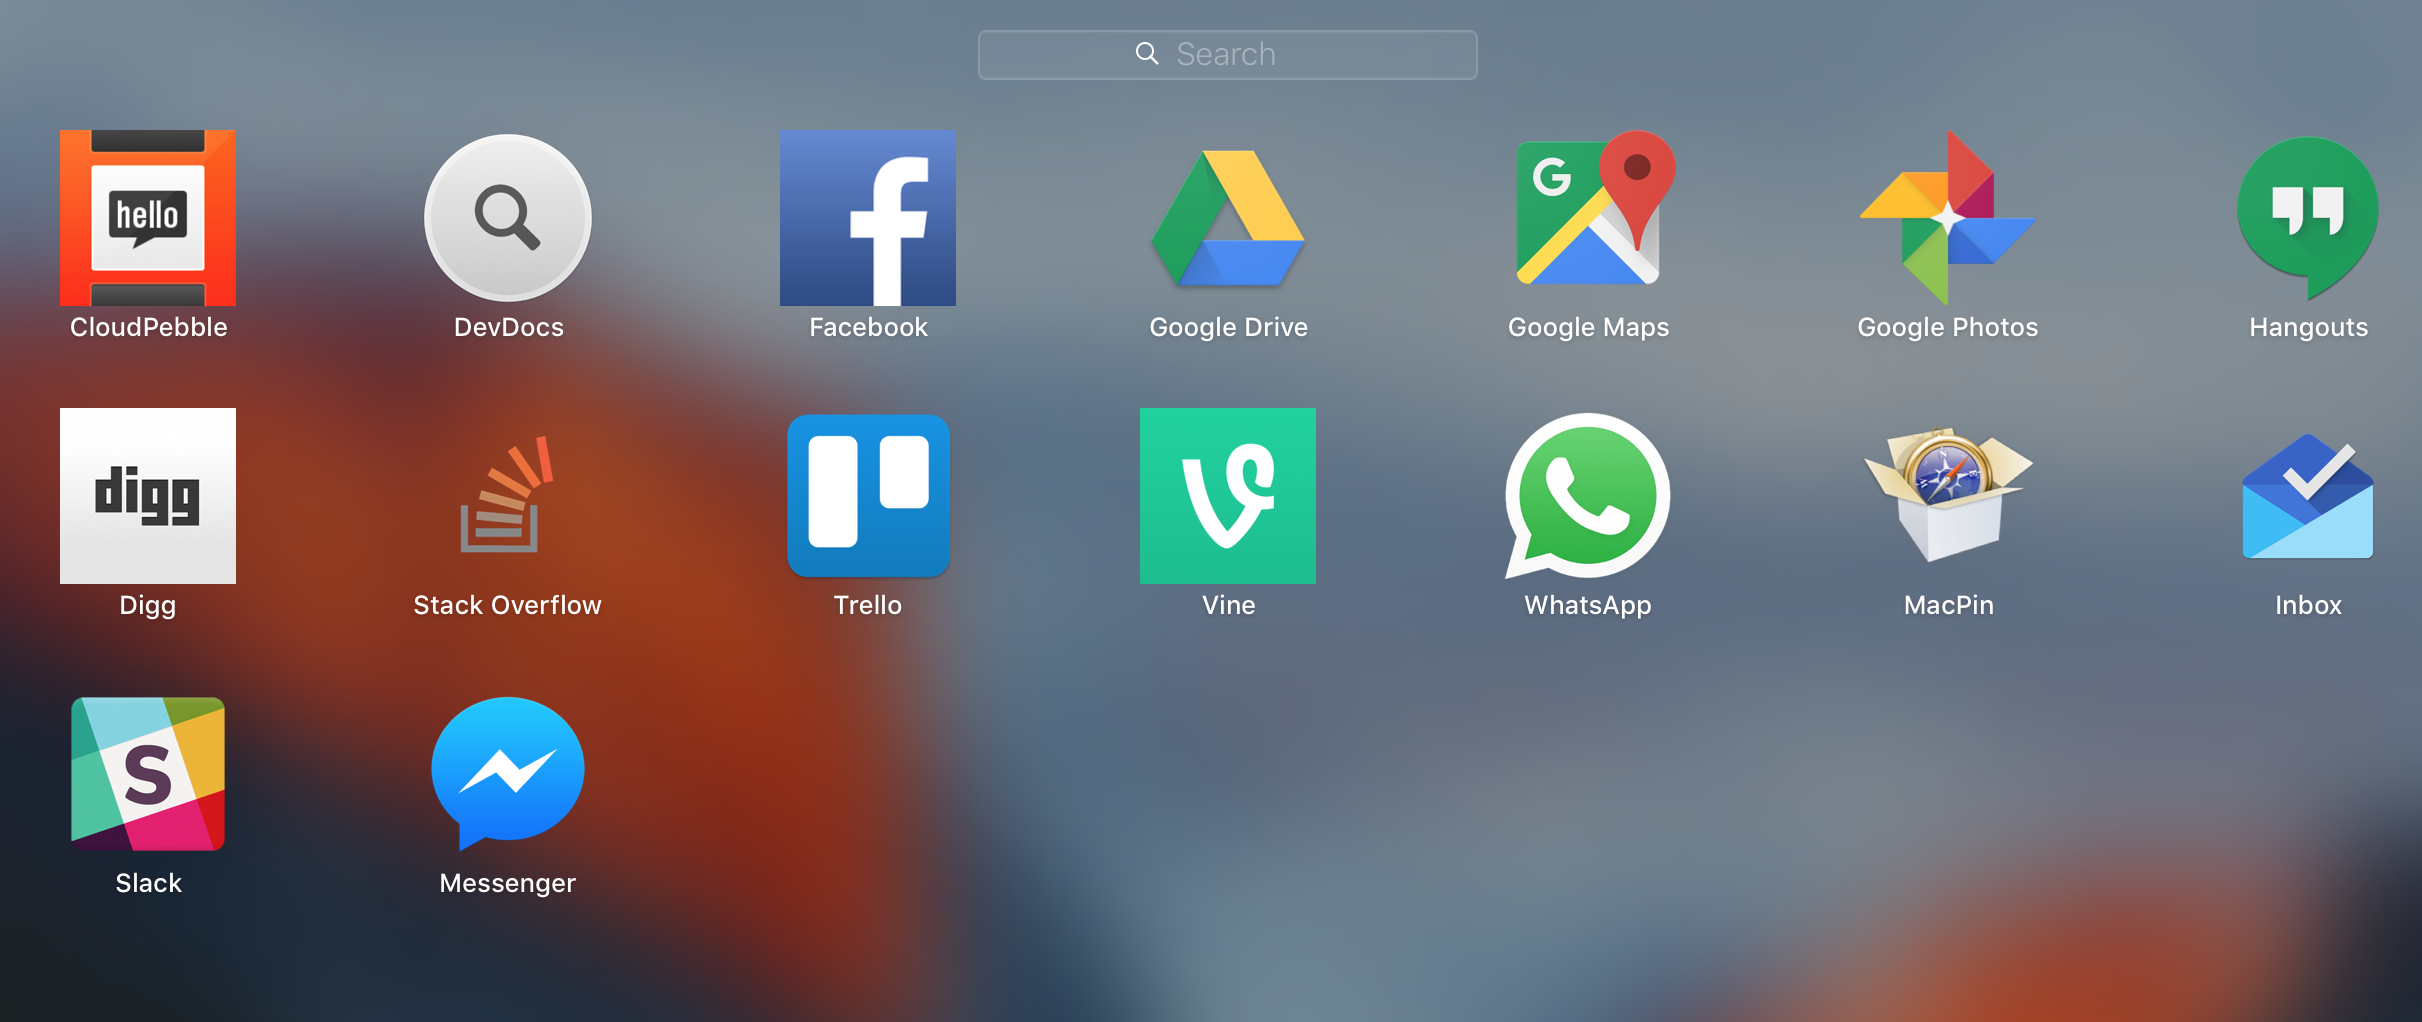 Search
hello
G
CloudPebble
DevDocs
Facebook
Google Drive
Google Maps
Google Photos
Hangouts
digg
Digg
Stack Overflow
Trello
Vine
WhatsApp
MacPin
Inbox
S
Slack
Messenger